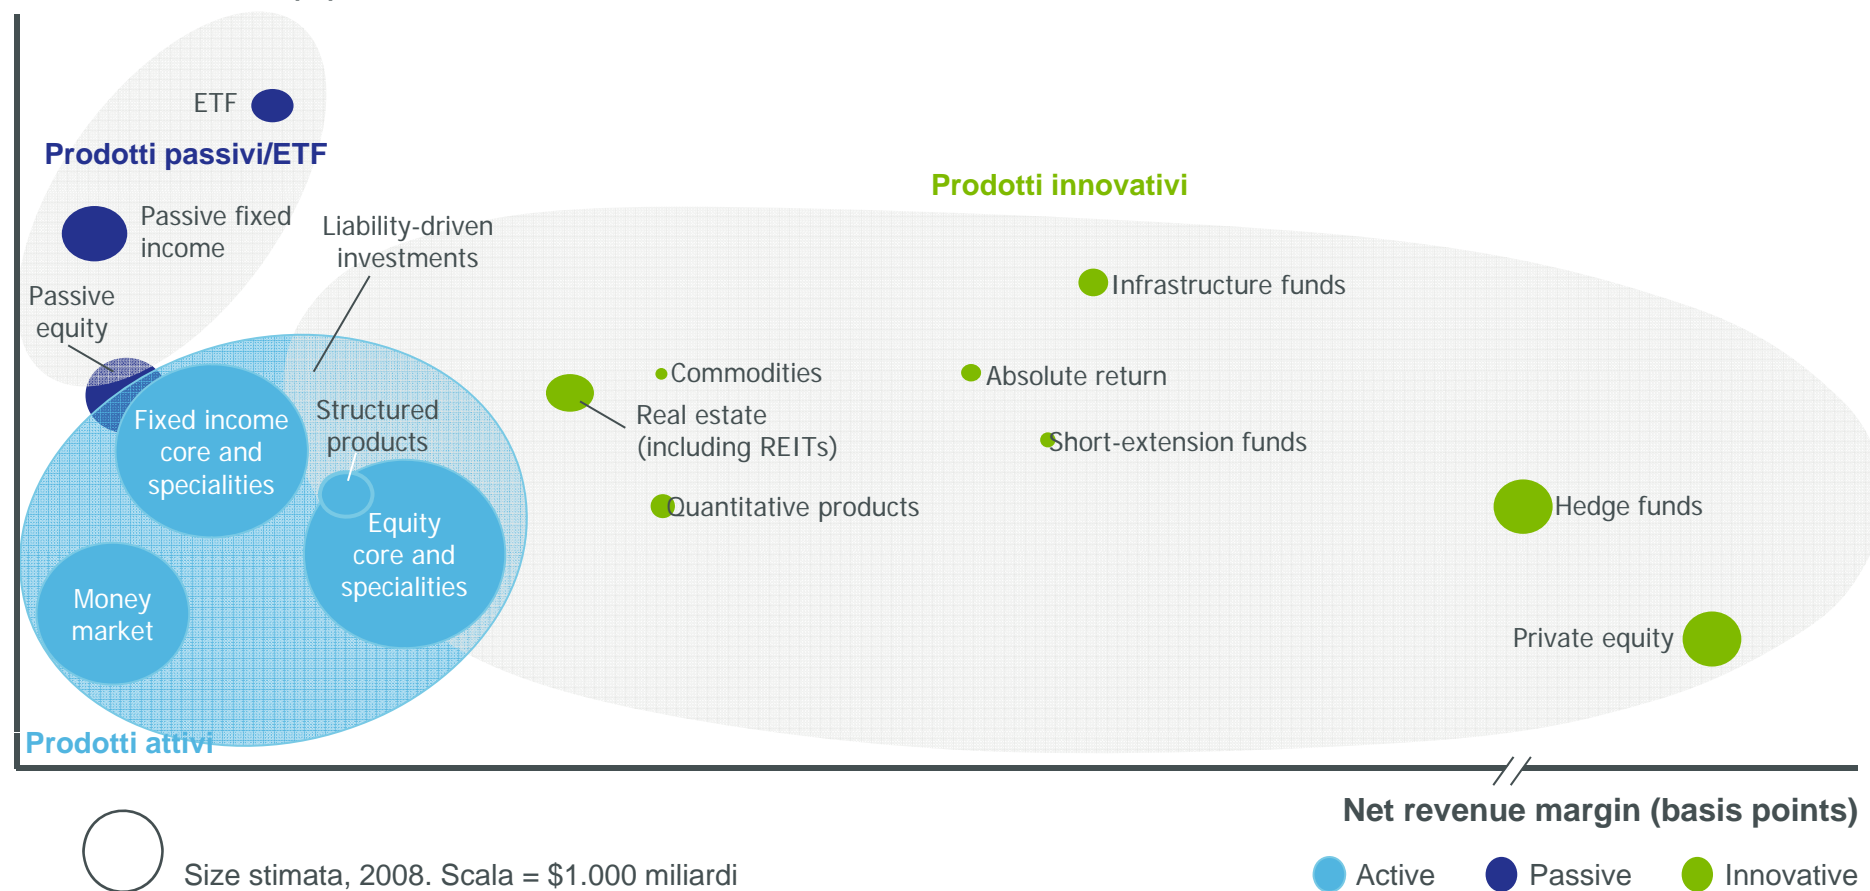 ETF
Prodotti passivi/ETF
Prodotti innovativi
Passive fixed
income
Liability-driven
investments
Infrastructure funds
Passive
equity
Commodities
Absolute return
Fixed income
core and
specialities
Structured
products
Real estate
(including REITs)
Short-extension funds
Quantitative products
Hedge funds
Equity
core and
specialities
Money
market
Private equity
Prodotti attivi
Net revenue margin (basis points)
Size stimata, 2008. Scala = $1.000 miliardi
Active
Passive
Innovative